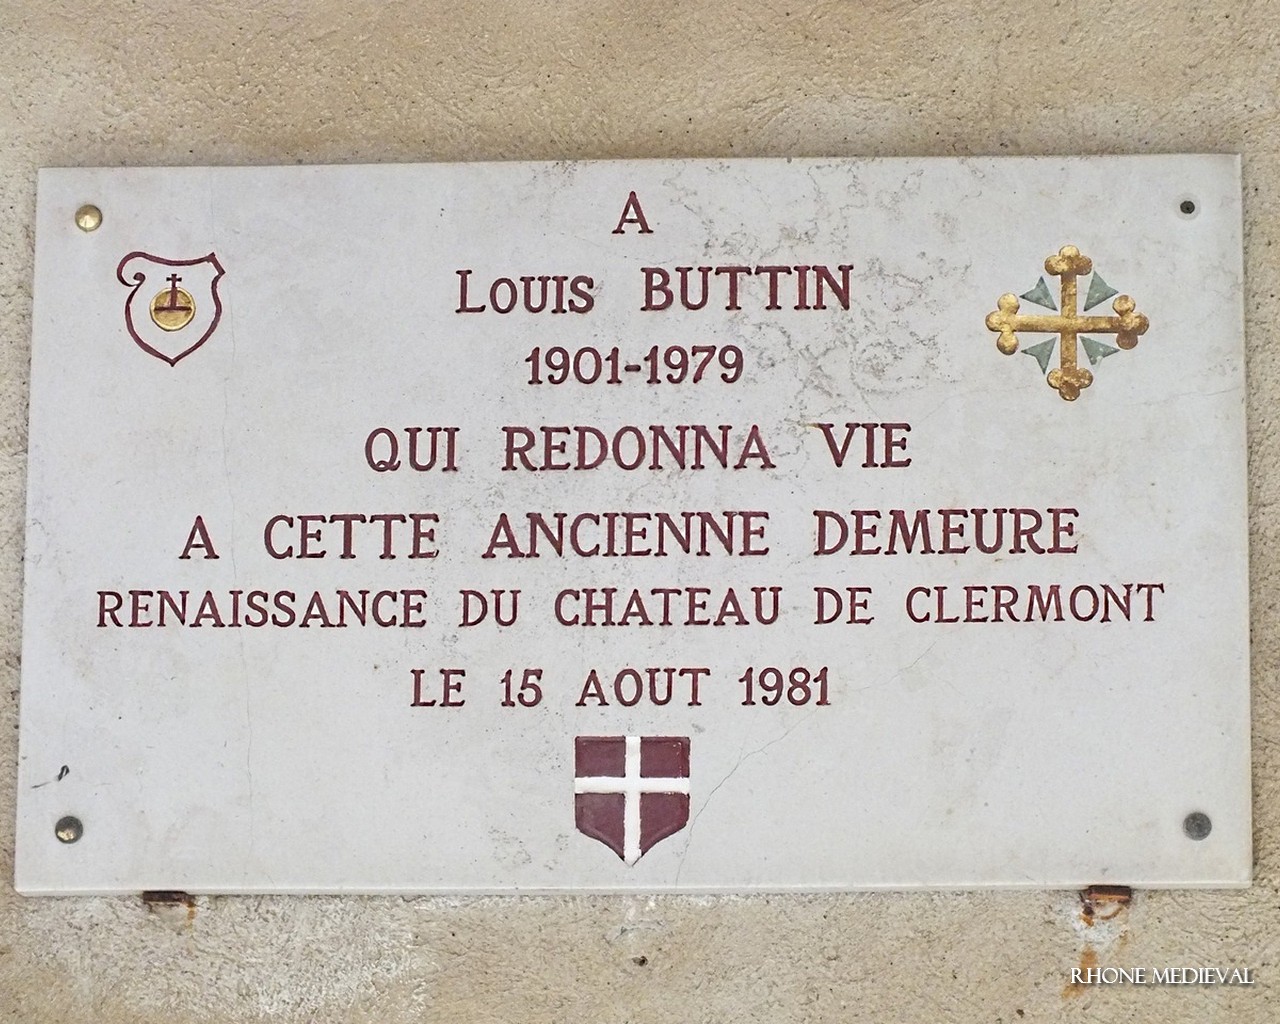 A
LOUIS BUTTIN
1901-1979
QUI REDONNA VIE
A CETTE ANCIENNE DEMEURE
RENAISSANCE DU CHATEAU DE CLERMONT
LE 15 AOUT 1981
RHONE MEDIEVAL